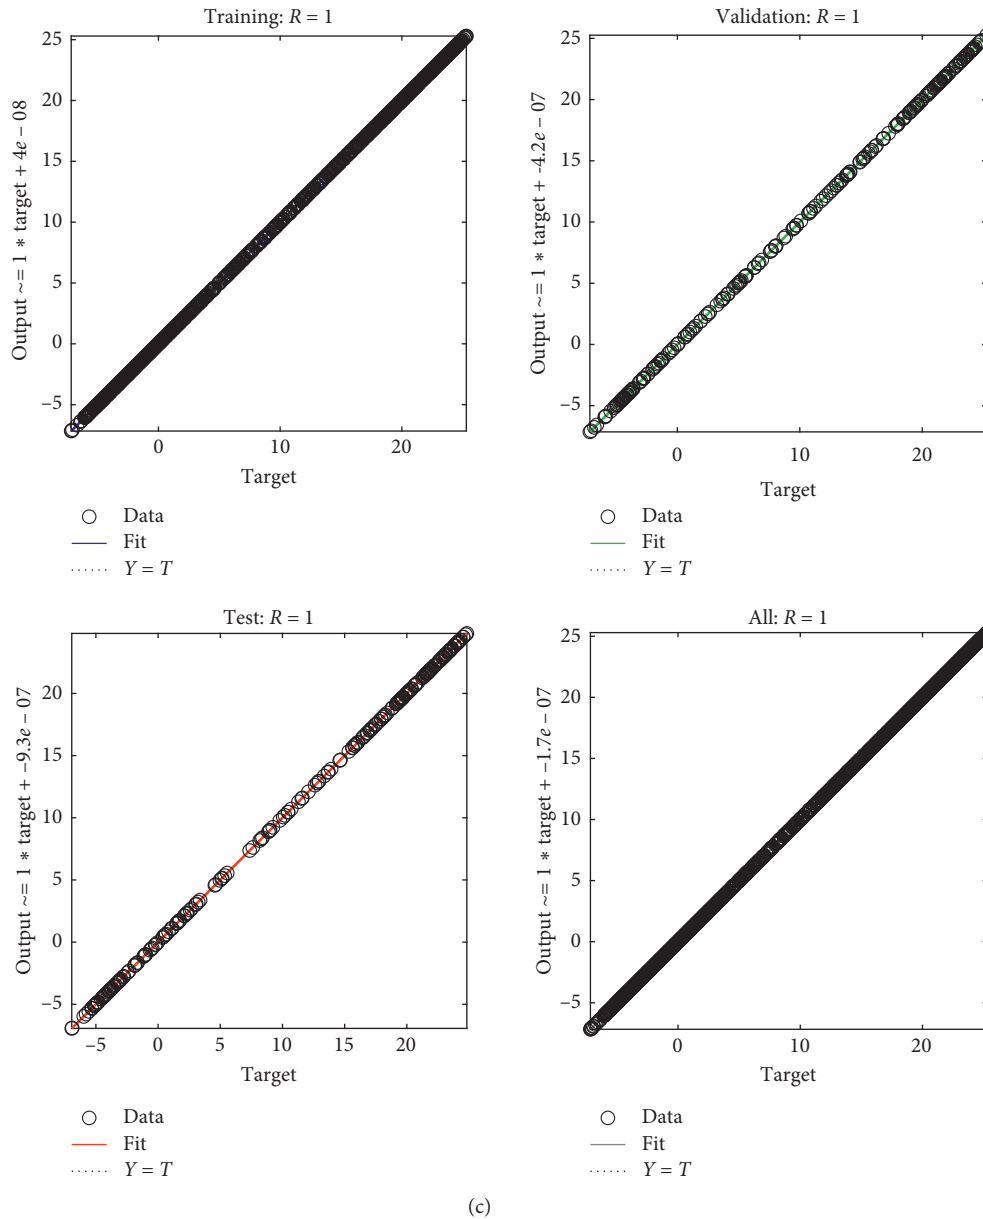 Training: R = 1
Output ~= 1 * target + 4e − 08
25
20
15
10
5
0
−5
0
10
20
Target
Data
Fit
Y = T
Validation: R = 1
Output ~= 1 * target + -4.2e − 07
25
20
15
10
5
0
−5
0
10
20
Target
Data
Fit
Y = T
Test: R = 1
Output ~= 1 * target + −9.3e − 07
20
15
10
5
0
−5
−5
0
5
10
15
20
Target
Data
Fit
Y = T
All: R = 1
Output ~= 1 * target + −1.7e − 07
25
20
15
10
5
0
−5
0
10
20
Target
Data
Fit
Y = T
(c)